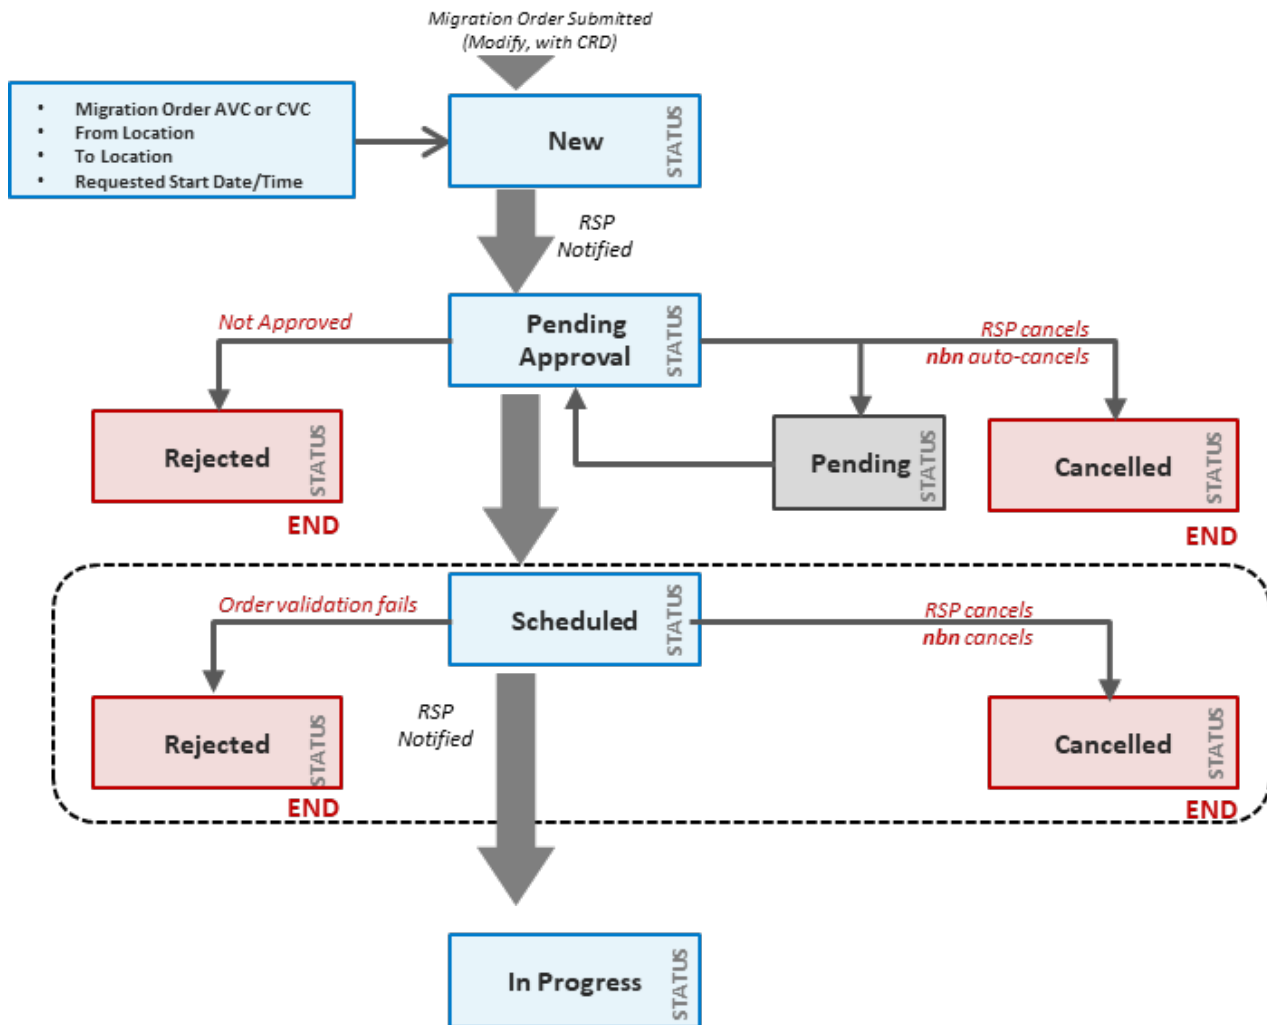 Migration Order Submitted
(Modify, with CRD)
• Migration Order AVC or CVC
• From Location
• To Location
• Requested Start Date/Time
New
STATUS
RSP
Notified
Pending
Approval
STATUS
Not Approved
RSP cancels
nbn auto-cancels
Rejected
STATUS
END
Pending
STATUS
Cancelled
STATUS
END
Scheduled
STATUS
Order validation fails
RSP cancels
nbn cancels
Rejected
STATUS
END
RSP
Notified
Cancelled
STATUS
END
In Progress
STATUS